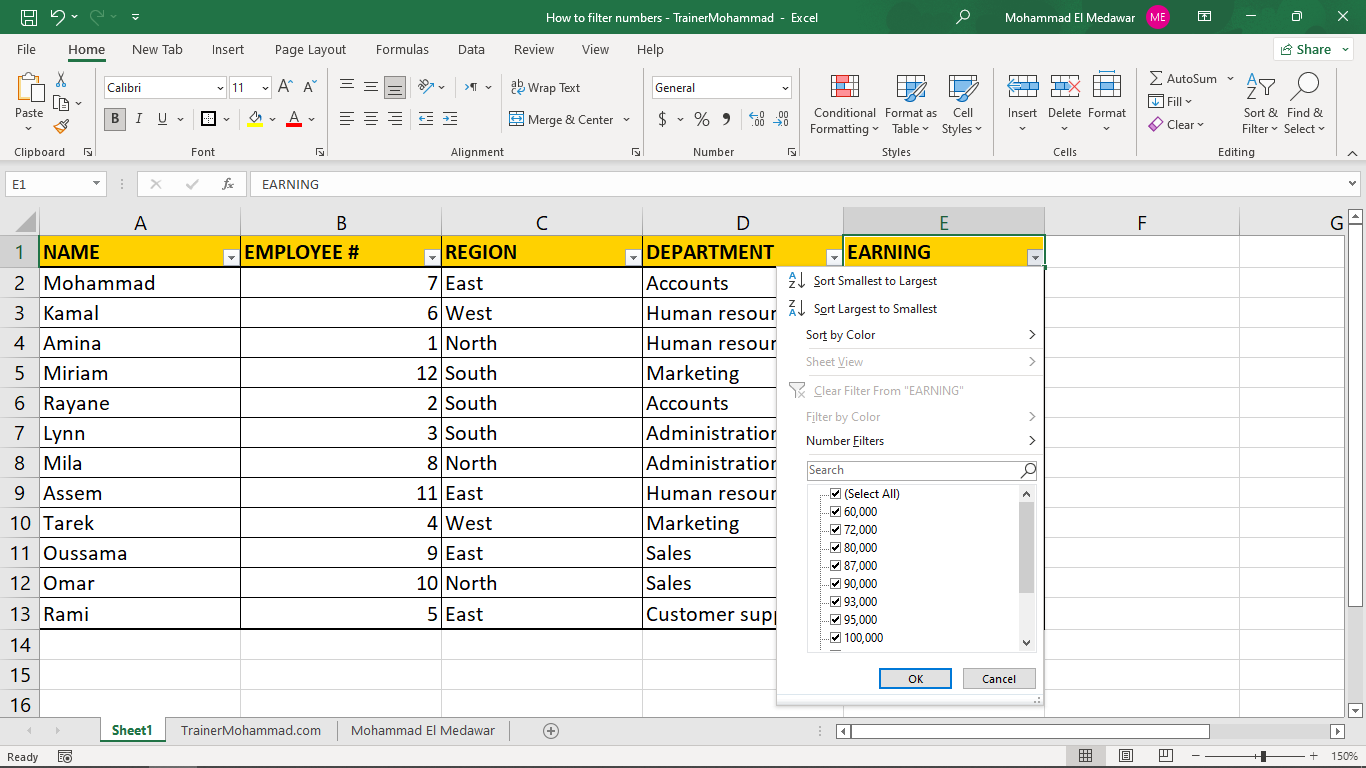 How to filter numbers - TrainerMohammad - Excel
Mohammad El Medawar ME
File Home New Tab Insert Page Layout Formulas Data Review View Help Share
Paste
Clipboard
Calibri 11
B I U A
Font
Wrap Text
Merge & Center
Alignment
General
$ % 9
Number
Conditional Formatting
Format as Table
Cell Styles
Styles
Insert Delete Format
Cells
AutoSum
Fill
Clear
Sort & Filter
Find & Select
Editing
E1 fx EARNING
A B C D E F G
1 NAME EMPLOYEE # REGION DEPARTMENT EARNING
2 Mohammad 7 East Accounts
3 Kamal 6 West Human resour
4 Amina 1 North Human resour
5 Miriam 12 South Marketing
6 Rayane 2 South Accounts
7 Lynn 3 South Administration
8 Mila 8 North Administration
9 Assem 11 East Human resour
10 Tarek 4 West Marketing
11 Oussama 9 East Sales
12 Omar 10 North Sales
13 Rami 5 East Customer supp
14
15
16
Sort Smallest to Largest
Sort Largest to Smallest
Sort by Color
Sheet View
Clear Filter From "EARNING"
Filter by Color
Number Filters
Search
(Select All)
60,000
72,000
80,000
87,000
90,000
93,000
95,000
100,000
OK Cancel
Sheet1 TrainerMohammad.com Mohammad El Medawar
Ready 150%